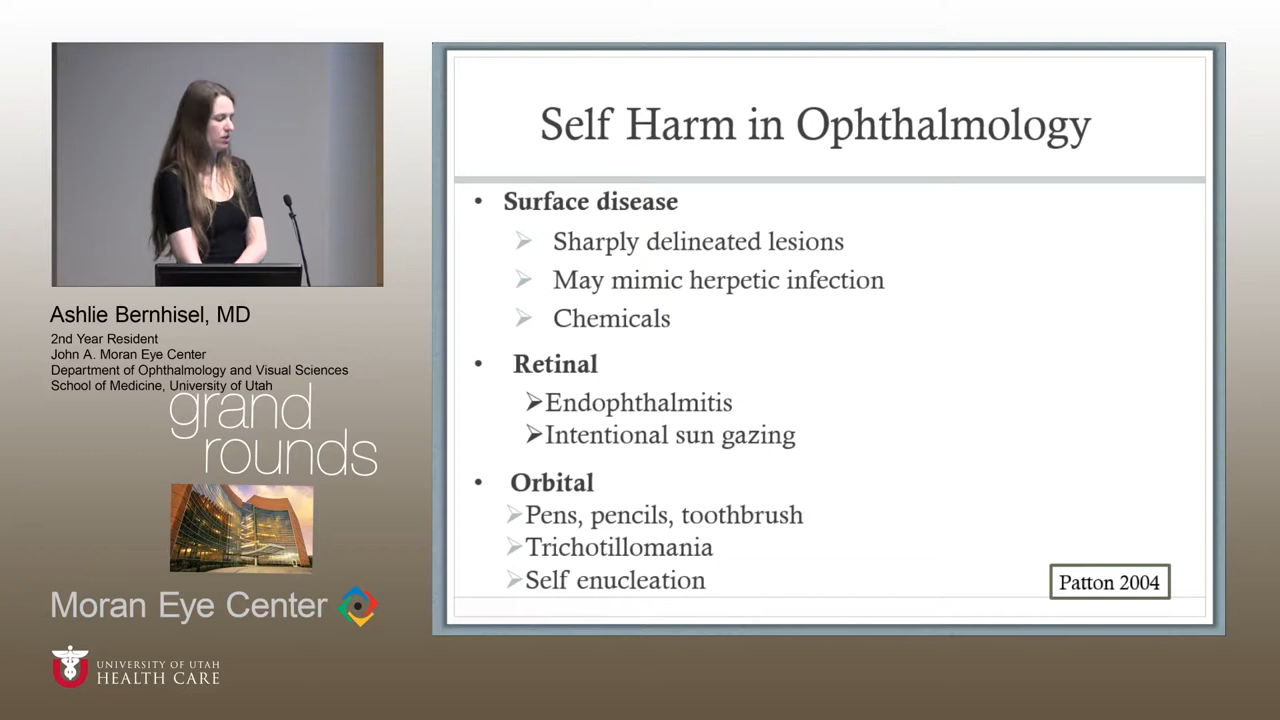 Self Harm in Ophthalmology
• Surface disease
➢ Sharply delineated lesions
➢ May mimic herpetic infection
➢ Chemicals
• Retinal
➢Endophthalmitis
➢Intentional sun gazing
• Orbital
➢Pens, pencils, toothbrush
➢Trichotillomania
➢Self enucleation
Patton 2004
Ashlie Bernhisel, MD
2nd Year Resident
John A. Moran Eye Center
Department of Ophthalmology and Visual Sciences
School of Medicine, University of Utah
grand
rounds
Moran Eye Center
UNIVERSITY OF UTAH
HEALTH CARE